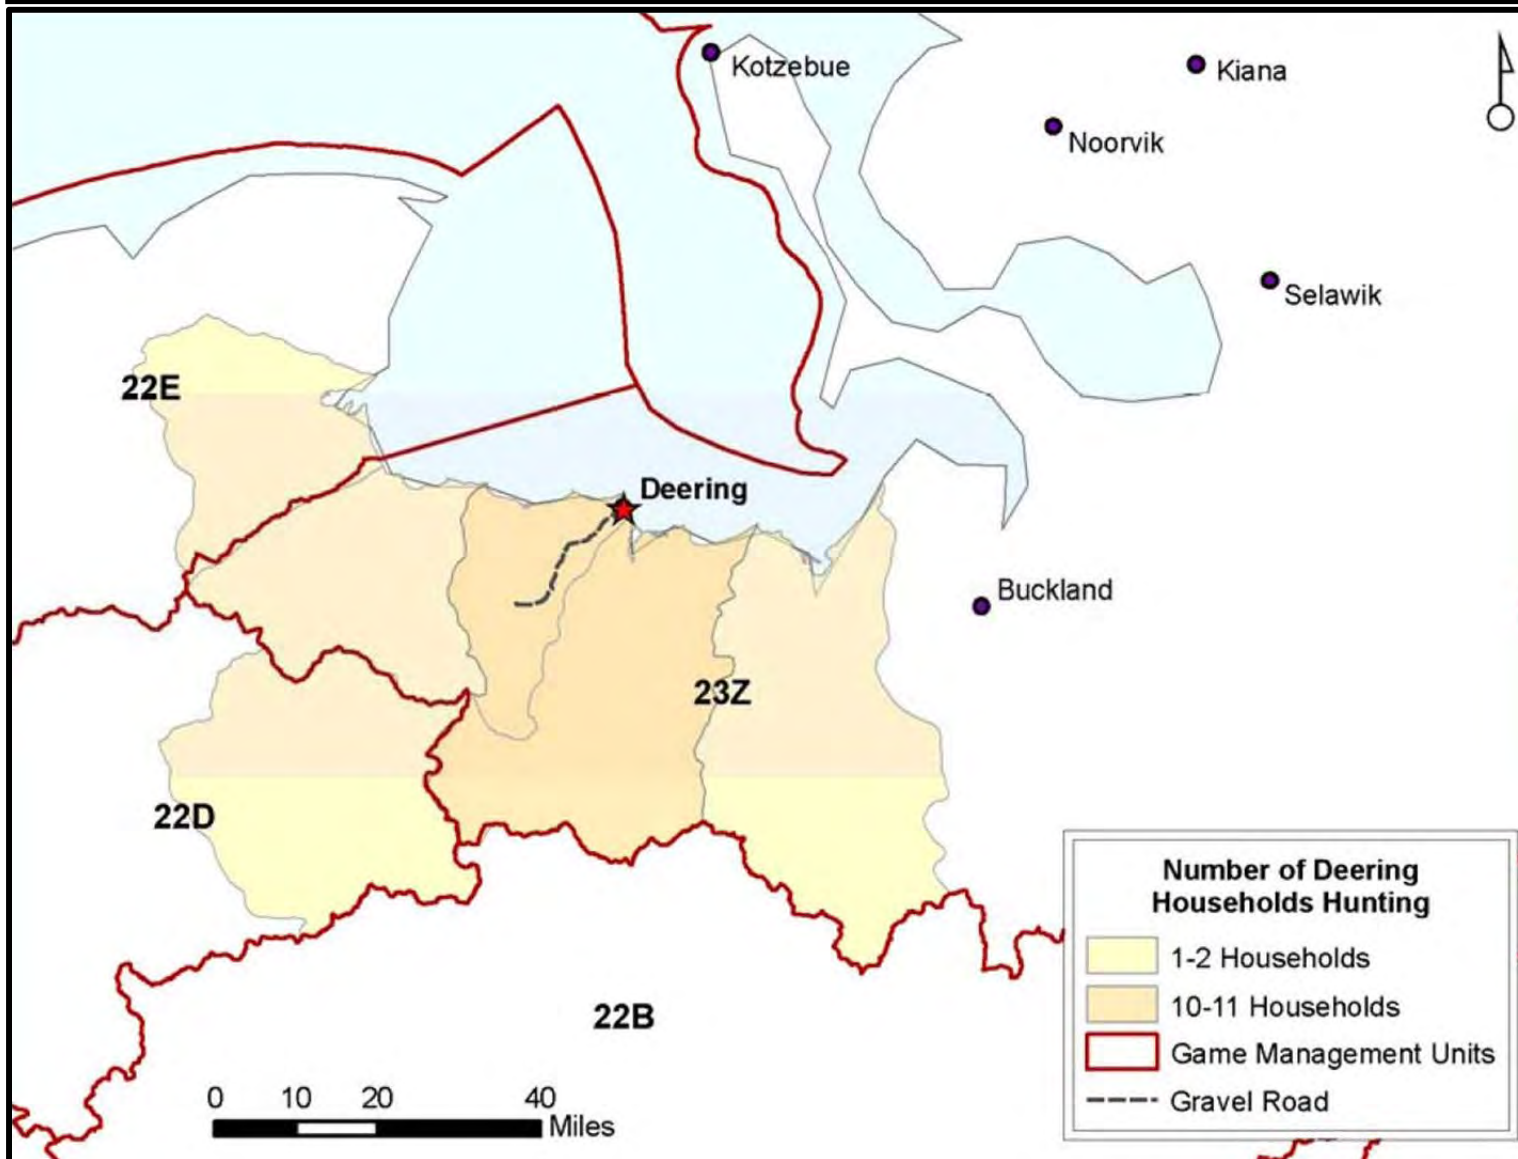 Kotzebue
Kiana
Noorvik
Selawik
22E
Deering
Buckland
23Z
22D
22B
Number of Deering
Households Hunting
1-2 Households
10-11 Households
Game Management Units
Gravel Road
0 10 20 40
Miles